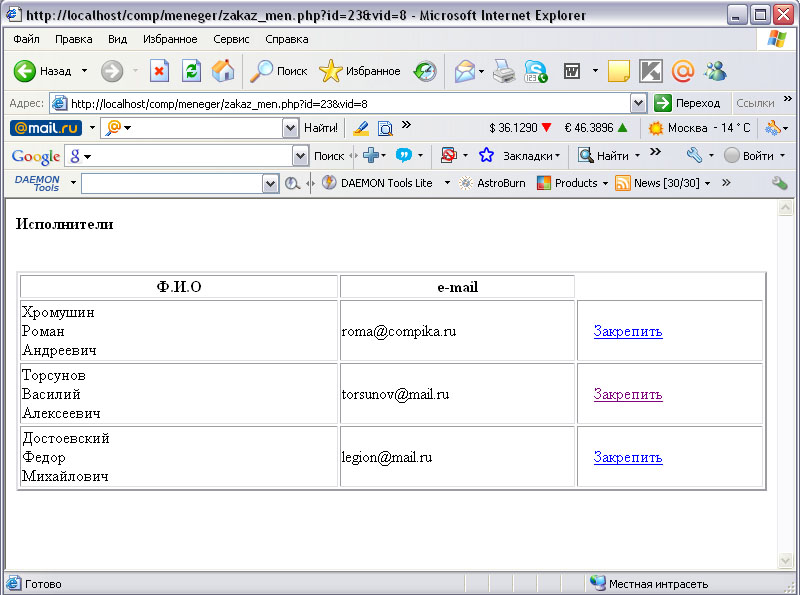 http://localhost/comp/meneger/zakaz_men.php?id=23&vid=8 - Microsoft Internet Explorer
Файл Правка Вид Избранное Сервис Справка
Назад Поиск Избранное
Адрес: http://localhost/comp/meneger/zakaz_men.php?id=23&vid=8 Переход Ссылки »
@mail.ru @ Найти! » $ 36.1290 ▼ € 46.3896 ▲ Москва - 14 ° C
Google g Поиск Закладки Найти » Войти
DAEMON Tools DAEMON Tools Lite AstroBurn Products News [30/30] »
Исполнители
Ф.И.О e-mail
Хромушин
Роман
Андреевич
roma@compika.ru
Закрепить
Торсунов
Василий
Алексеевич
torsunov@mail.ru
Закрепить
Достоевский
Федор
Михайлович
legion@mail.ru
Закрепить
Готово Местная интрасеть